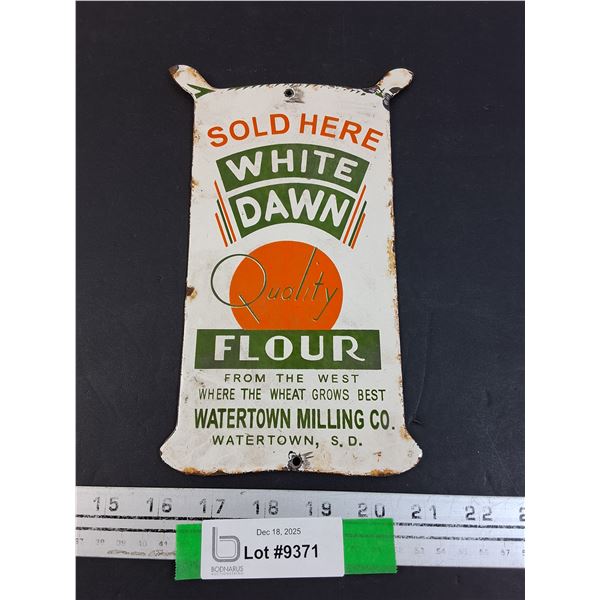 SOLD HERE
WHITE
DAWN
Quality
FLOUR
FROM THE WEST
WHERE THE WHEAT GROWS BEST
WATERTOWN MILLING CO.
WATERTOWN, S.D.
15 16 17 18 19 20 21 22
Dec 18, 2025
Lot #9371
BODNARUS
AUCTIONEERING